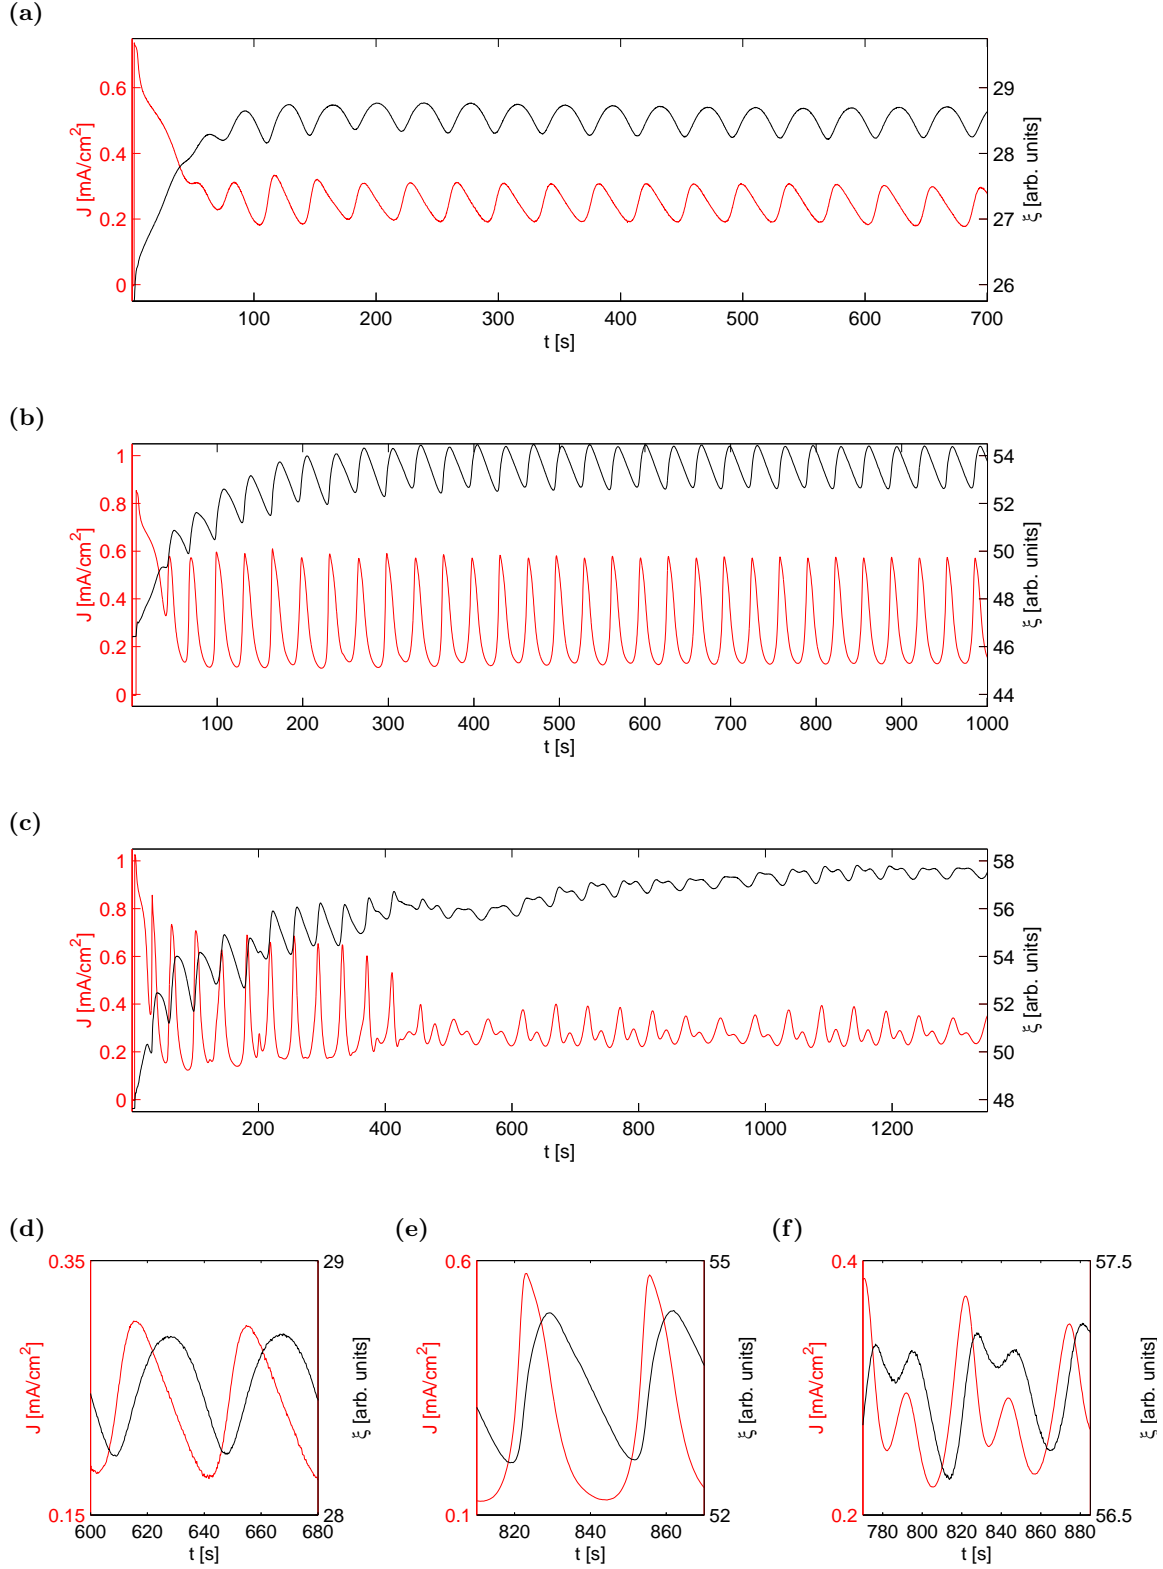 (a)
0.6
0.4
0.2
0
J [mA/cm²]
29
28
27
26
ξ [arb. units]
100 200 300 400 500 600 700
t [s]
(b)
1
0.8
0.6
0.4
0.2
0
J [mA/cm²]
54
52
50
48
46
44
ξ [arb. units]
100 200 300 400 500 600 700 800 900 1000
t [s]
(c)
1
0.8
0.6
0.4
0.2
0
J [mA/cm²]
58
56
54
52
50
48
ξ [arb. units]
200 400 600 800 1000 1200
t [s]
(d)
0.35
0.15
J [mA/cm²]
29
28
ξ [arb. units]
600 620 640 660 680
t [s]
(e)
0.6
0.1
J [mA/cm²]
55
52
ξ [arb. units]
820 840 860
t [s]
(f)
0.4
0.2
J [mA/cm²]
57.5
56.5
ξ [arb. units]
780 800 820 840 860 880
t [s]